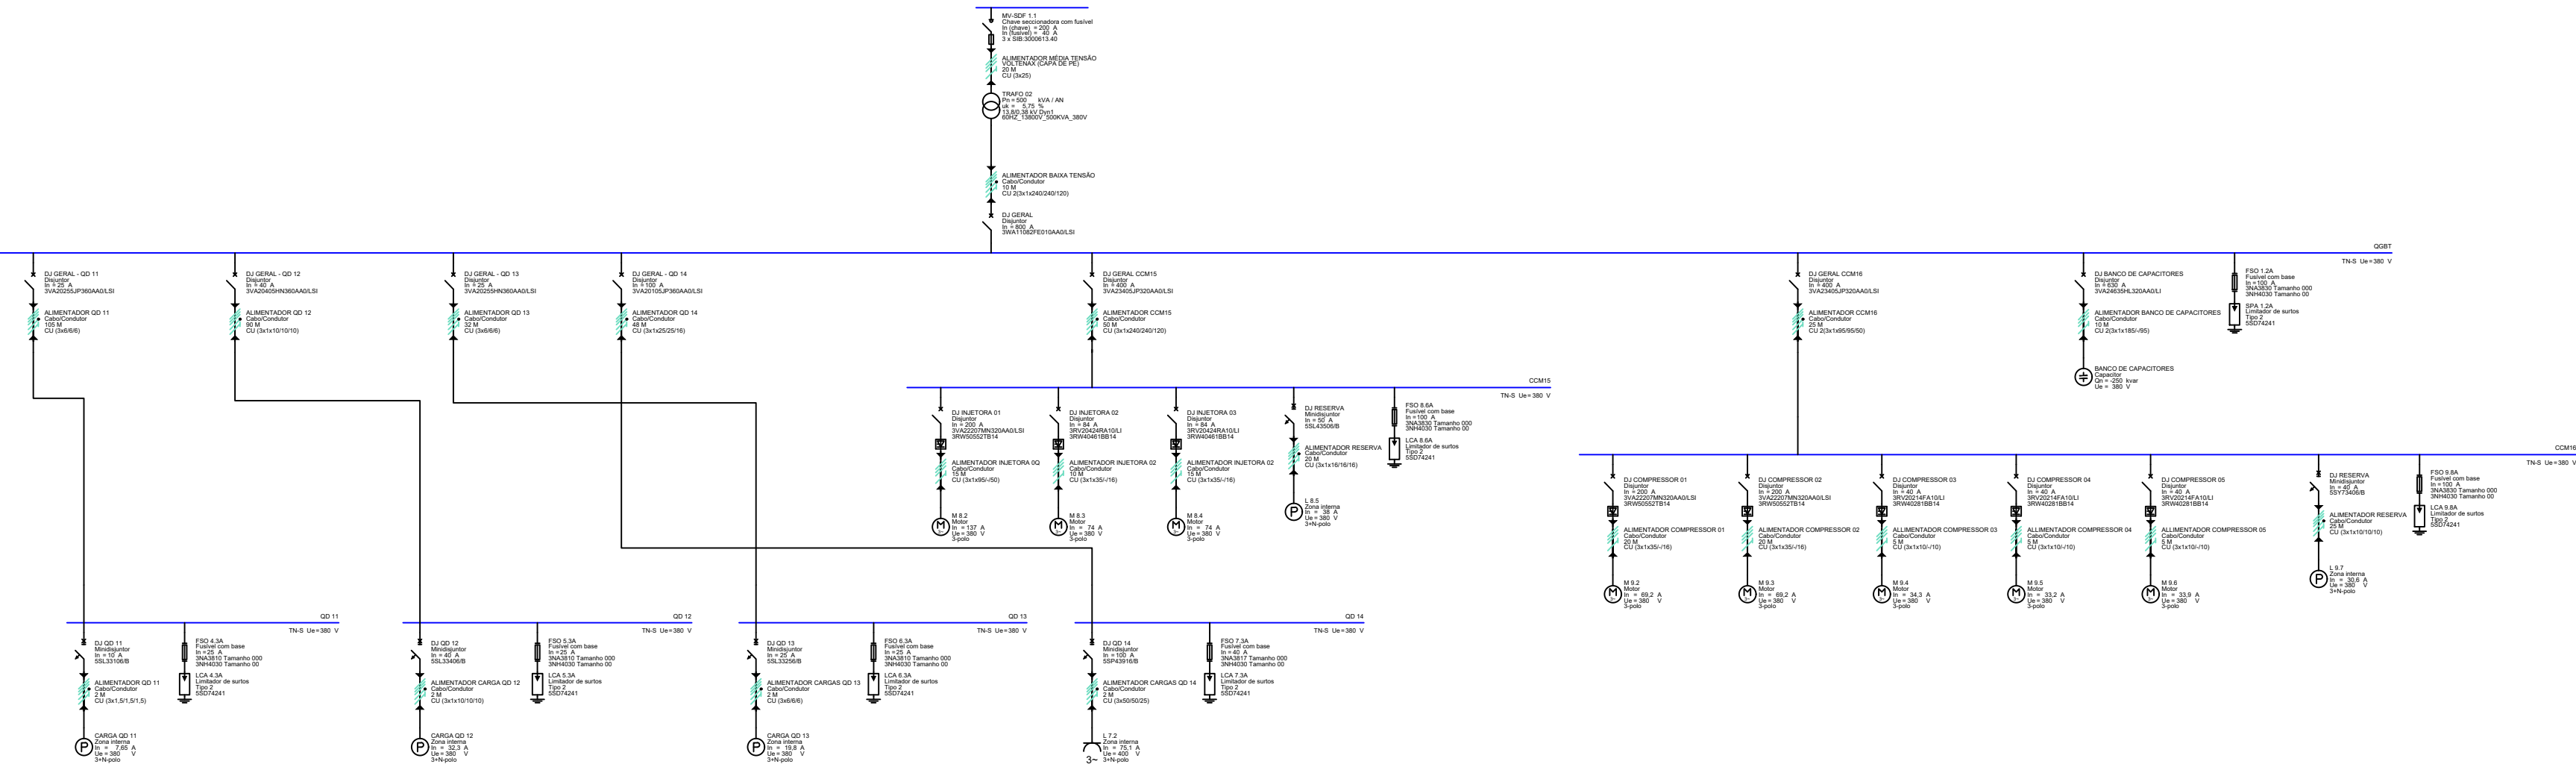 MV-SDF 1.1
Chave seccionadora com fusível
In (chave) = 200 A
In (fusível) = 40 A
3 x SIB:3000613.40
ALIMENTADOR MÉDIA TENSÃO
VOLTENAX (CAPA DE PE)
20 M
CU (3x25)
TRAFO 02
Pn = 500 kVA / AN
uk = 5,75 %
13,8/0,38 kV Dyn1
60HZ_13800V_500KVA_380V
ALIMENTADOR BAIXA TENSÃO
Cabo/Condutor
10 M
CU 2(3x1x240/240/120)
DJ GERAL
Disjuntor
In = 800 A
3WA11082FE010AA0/LSI
QGBT
TN-S Ue=380 V
DJ GERAL - QD 11
Disjuntor
In = 25 A
3VA20255JP360AA0/LSI
ALIMENTADOR QD 11
Cabo/Condutor
105 M
CU (3x6/6/6)
DJ GERAL - QD 12
Disjuntor
In = 40 A
3VA20405HN360AA0/LSI
ALIMENTADOR QD 12
Cabo/Condutor
90 M
CU (3x1x10/10/10)
DJ GERAL - QD 13
Disjuntor
In = 25 A
3VA20255HN360AA0/LSI
ALIMENTADOR QD 13
Cabo/Condutor
32 M
CU (3x6/6/6)
DJ GERAL - QD 14
Disjuntor
In = 100 A
3VA20105JP360AA0/LSI
ALIMENTADOR QD 14
Cabo/Condutor
48 M
CU (3x1x25/25/16)
DJ GERAL CCM15
Disjuntor
In = 400 A
3VA23405JP320AA0/LSI
ALIMENTADOR CCM15
Cabo/Condutor
50 M
CU (3x1x240/240/120)
DJ GERAL CCM16
Disjuntor
In = 400 A
3VA23405JP320AA0/LSI
ALIMENTADOR CCM16
Cabo/Condutor
25 M
CU 2(3x1x95/95/50)
DJ BANCO DE CAPACITORES
Disjuntor
In = 630 A
3VA24635HL320AA0/LI
ALIMENTADOR BANCO DE CAPACITORES
Cabo/Condutor
10 M
CU 2(3x1x185/-/95)
BANCO DE CAPACITORES
Capacitor
Qn = -250 kvar
Ue = 380 V
FSO 1.2A
Fusível com base
In =100 A
3NA3830 Tamanho 000
3NH4030 Tamanho 00
SPA 1.2A
Limitador de surtos
Tipo 2
5SD74241
CCM15
TN-S Ue=380 V
DJ INJETORA 01
Disjuntor
In = 200 A
3VA22207MN320AA0/LSI
3RW50552TB14
ALIMENTADOR INJETORA 0Q
Cabo/Condutor
15 M
CU (3x1x95/-/50)
M 8.2
Motor
In = 137 A
Ue = 380 V
3-polo
DJ INJETORA 02
Disjuntor
In = 84 A
3RV20424RA10/LI
3RW40461BB14
ALIMENTADOR INJETORA 02
Cabo/Condutor
10 M
CU (3x1x35/-/16)
M 8.3
Motor
In = 74 A
Ue = 380 V
3-polo
DJ INJETORA 03
Disjuntor
In = 84 A
3RV20424RA10/LI
3RW40461BB14
ALIMENTADOR INJETORA 02
Cabo/Condutor
15 M
CU (3x1x35/-/16)
M 8.4
Motor
In = 74 A
Ue = 380 V
3-polo
DJ RESERVA
Minidisjuntor
In = 50 A
5SL43506/B
ALIMENTADOR RESERVA
Cabo/Condutor
20 M
CU (3x1x16/16/16)
L 8.5
Zona interna
In = 38 A
Ue = 380 V
3+N-polo
FSO 8.6A
Fusível com base
In =100 A
3NA3830 Tamanho 000
3NH4030 Tamanho 00
LCA 8.6A
Limitador de surtos
Tipo 2
5SD74241
CCM16
TN-S Ue=380 V
DJ COMPRESSOR 01
Disjuntor
In = 200 A
3VA22207MN320AA0/LSI
3RW50552TB14
ALIMENTADOR COMPRESSOR 01
Cabo/Condutor
20 M
CU (3x1x35/-/16)
M 9.2
Motor
In = 69,2 A
Ue = 380 V
3-polo
DJ COMPRESSOR 02
Disjuntor
In = 200 A
3VA22207MN320AA0/LSI
3RW50552TB14
ALIMENTADOR COMPRESSOR 02
Cabo/Condutor
20 M
CU (3x1x35/-/16)
M 9.3
Motor
In = 69,2 A
Ue = 380 V
3-polo
DJ COMPRESSOR 03
Disjuntor
In = 40 A
3RV20214FA10/LI
3RW40281BB14
ALLIMENTADOR COMPRESSOR 03
Cabo/Condutor
5 M
CU (3x1x10/-/10)
M 9.4
Motor
In = 34,3 A
Ue = 380 V
3-polo
DJ COMPRESSOR 04
Disjuntor
In = 40 A
3RV20214FA10/LI
3RW40281BB14
ALLIMENTADOR COMPRESSOR 04
Cabo/Condutor
5 M
CU (3x1x10/-/10)
M 9.5
Motor
In = 33,2 A
Ue = 380 V
3-polo
DJ COMPRESSOR 05
Disjuntor
In = 40 A
3RV20214FA10/LI
3RW40281BB14
ALLIMENTADOR COMPRESSOR 05
Cabo/Condutor
5 M
CU (3x1x10/-/10)
M 9.6
Motor
In = 33,9 A
Ue = 380 V
3-polo
DJ RESERVA
Minidisjuntor
In = 40 A
5SY73406/B
ALIMENTADOR RESERVA
Cabo/Condutor
25 M
CU (3x1x10/10/10)
L 9.7
Zona interna
In = 30,6 A
Ue = 380 V
3+N-polo
FSO 9.8A
Fusível com base
In =100 A
3NA3830 Tamanho 000
3NH4030 Tamanho 00
LCA 9.8A
Limitador de surtos
Tipo 2
5SD74241
QD 11
TN-S Ue=380 V
DJ QD 11
Minidisjuntor
In = 10 A
5SL33106/B
ALIMENTADOR QD 11
Cabo/Condutor
2 M
CU (3x1,5/1,5/1,5)
CARGA QD 11
Zona interna
In = 7,65 A
Ue = 380 V
3+N-polo
FSO 4.3A
Fusível com base
In =25 A
3NA3810 Tamanho 000
3NH4030 Tamanho 00
LCA 4.3A
Limitador de surtos
Tipo 2
5SD74241
QD 12
TN-S Ue=380 V
DJ QD 12
Minidisjuntor
In = 40 A
5SL33406/B
ALIMENTADOR CARGA QD 12
Cabo/Condutor
2 M
CU (3x1x10/10/10)
CARGA QD 12
Zona interna
In = 32,3 A
Ue = 380 V
3+N-polo
FSO 5.3A
Fusível com base
In =25 A
3NA3810 Tamanho 000
3NH4030 Tamanho 00
LCA 5.3A
Limitador de surtos
Tipo 2
5SD74241
QD 13
TN-S Ue=380 V
DJ QD 13
Minidisjuntor
In = 25 A
5SL33256/B
ALIMENTADOR CARGAS QD 13
Cabo/Condutor
2 M
CU (3x6/6/6)
CARGA QD 13
Zona interna
In = 19,8 A
Ue = 380 V
3+N-polo
FSO 6.3A
Fusível com base
In =25 A
3NA3810 Tamanho 000
3NH4030 Tamanho 00
LCA 6.3A
Limitador de surtos
Tipo 2
5SD74241
QD 14
TN-S Ue=380 V
DJ QD 14
Minidisjuntor
In = 100 A
5SP43916/B
ALIMENTADOR CARGAS QD 14
Cabo/Condutor
2 M
CU (3x50/50/25)
L 7.2
Zona interna
In = 75,1 A
Ue = 400 V
3+N-polo
3~
FSO 7.3A
Fusível com base
In =40 A
3NA3817 Tamanho 000
3NH4030 Tamanho 00
LCA 7.3A
Limitador de surtos
Tipo 2
5SD74241